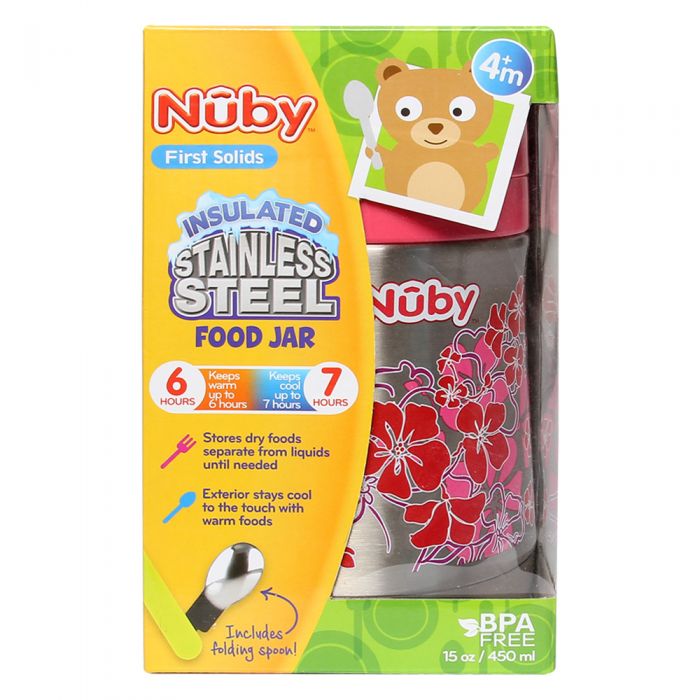 Nûby™
First Solids
INSULATED
STAINLESS
STEEL
FOOD JAR
6
HOURS
Keeps
warm
up to
6 hours
Keeps
cool
up to
7 hours
7
HOURS
Stores dry foods
separate from liquids
until needed
Exterior stays cool
to the touch with
warm foods
Includes
folding spoon!
4+m
Nûby
BPA
FREE
15 oz / 450 ml